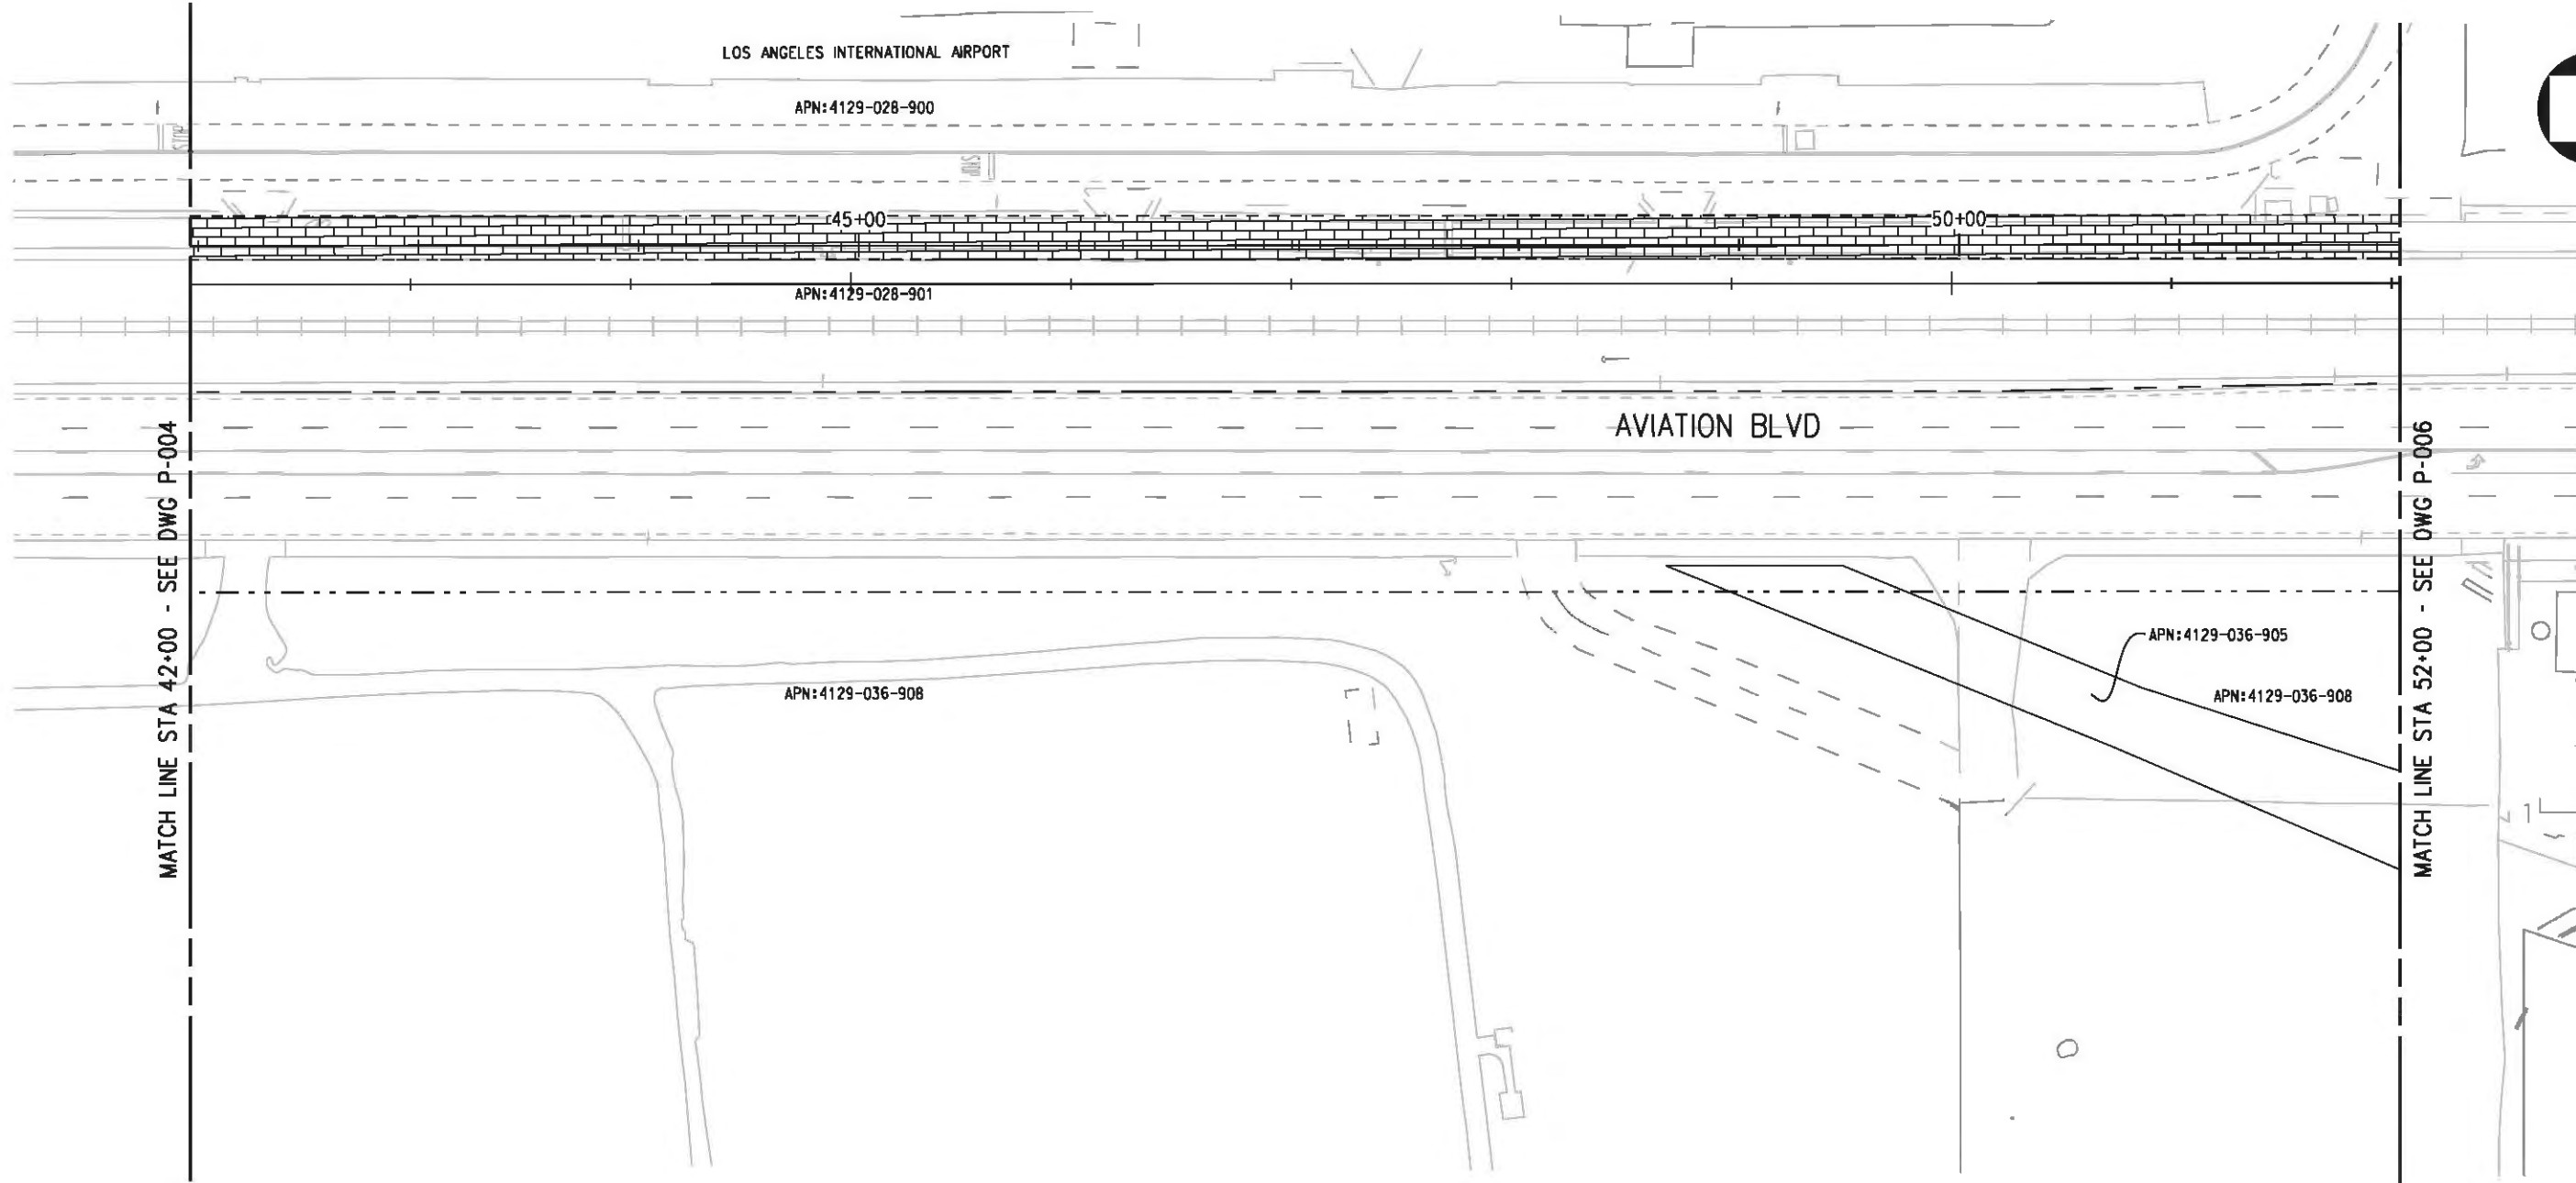 LOS ANGELES INTERNATIONAL AIRPORT
APN:4129-028-900
45+00
50+00
APN:4129-028-901
AVIATION BLVD
MATCH LINE STA 42+00 - SEE DWG P-004
MATCH LINE STA 52+00 - SEE DWG P-006
APN:4129-036-905
APN:4129-036-908
APN:4129-036-908